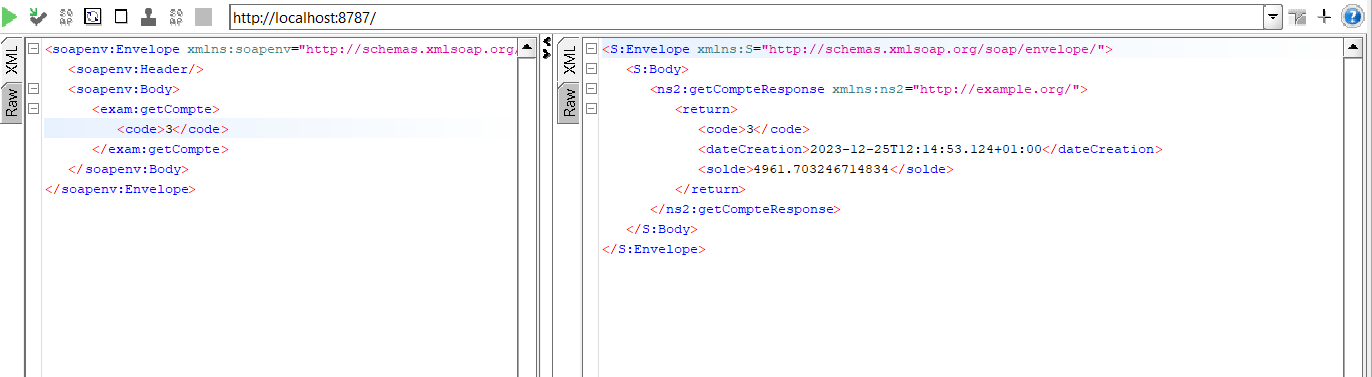 http://localhost:8787/
XML
Raw
<soapenv:Envelope xmlns:soapenv="http://schemas.xmlsoap.org/
<soapenv:Header/>
<soapenv:Body>
<exam:getCompte>
<code>3</code>
</exam:getCompte>
</soapenv:Body>
</soapenv:Envelope>
XML
Raw
<S:Envelope xmlns:S="http://schemas.xmlsoap.org/soap/envelope/">
<S:Body>
<ns2:getCompteResponse xmlns:ns2="http://example.org/">
<return>
<code>3</code>
<dateCreation>2023-12-25T12:14:53.124+01:00</dateCreation>
<solde>4961.703246714834</solde>
</return>
</ns2:getCompteResponse>
</S:Body>
</S:Envelope>